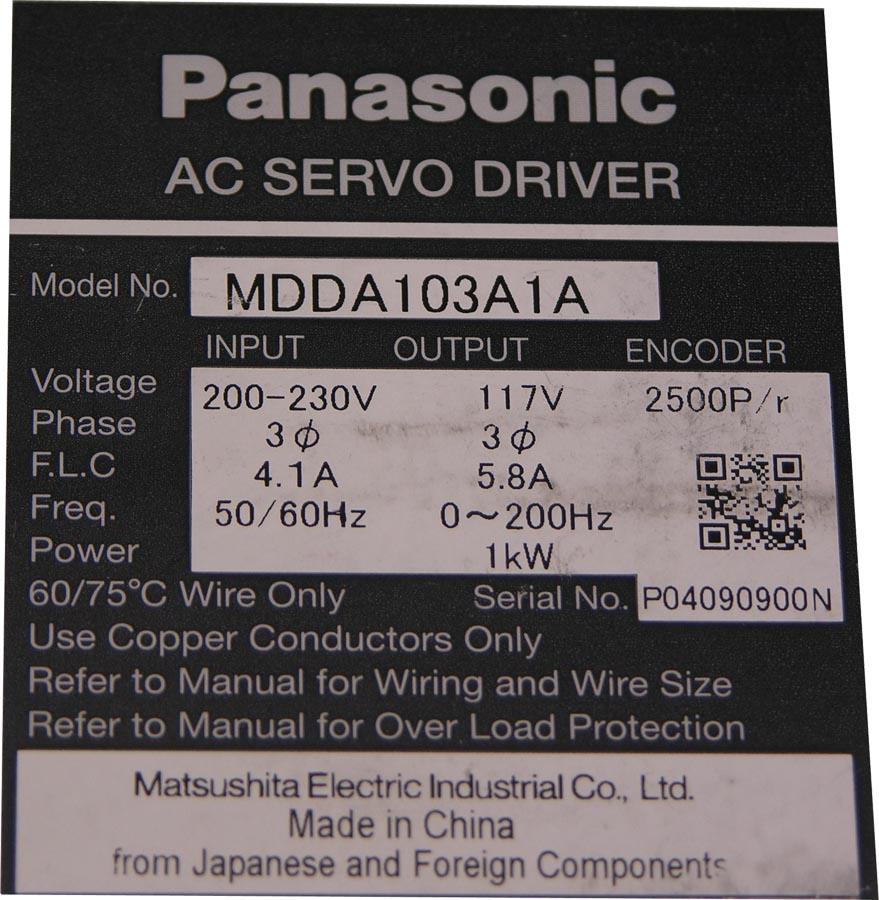 Panasonic
AC SERVO DRIVER
Model No. MDDA103A1A
INPUT OUTPUT ENCODER
Voltage 200-230V 117V 2500P/r
Phase 3ϕ 3ϕ
F.L.C 4.1A 5.8A
Freq. 50/60Hz 0~200Hz
Power 1kW
60/75°C Wire Only Serial No. P04090900N
Use Copper Conductors Only
Refer to Manual for Wiring and Wire Size
Refer to Manual for Over Load Protection
Matsushita Electric Industrial Co., Ltd.
Made in China
from Japanese and Foreign Components